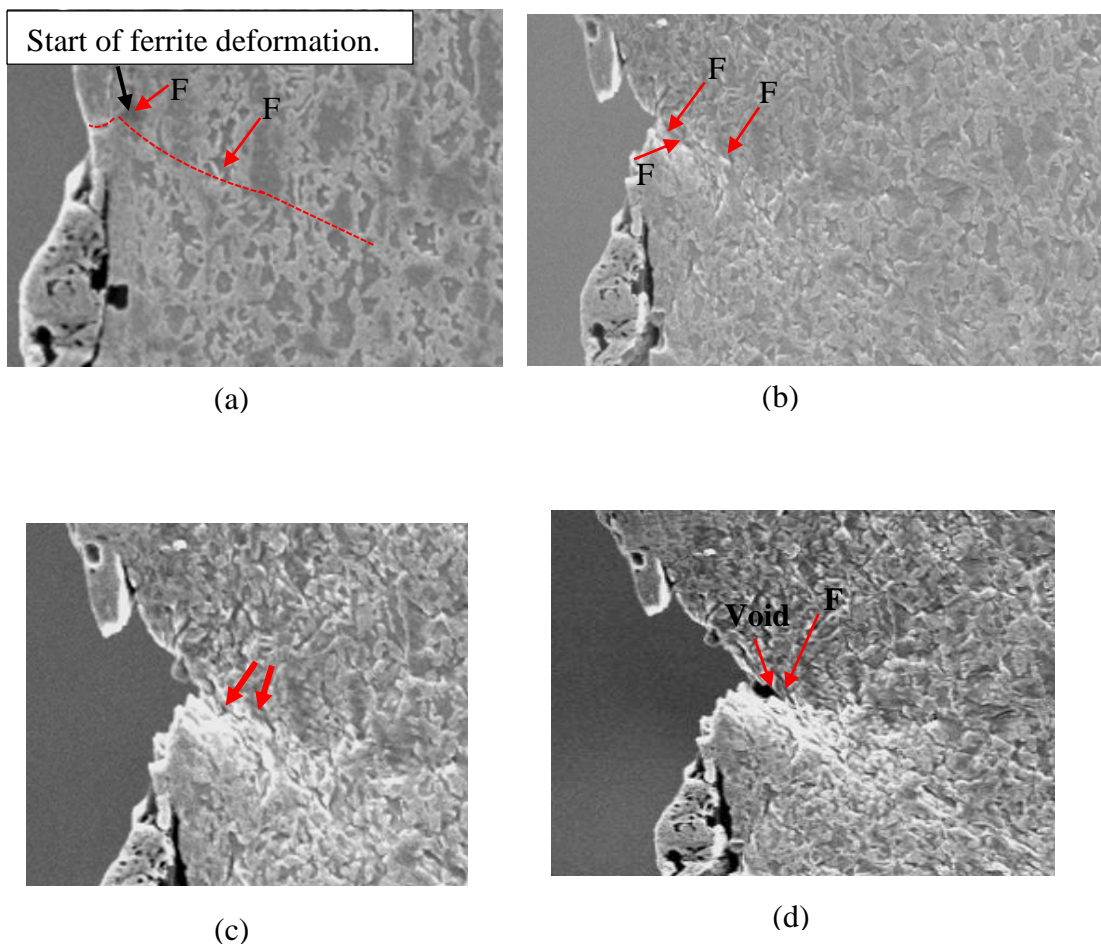 Start of ferrite deformation.
F
F
(a)
F
F
F
(b)
(c)
Void
F
(d)